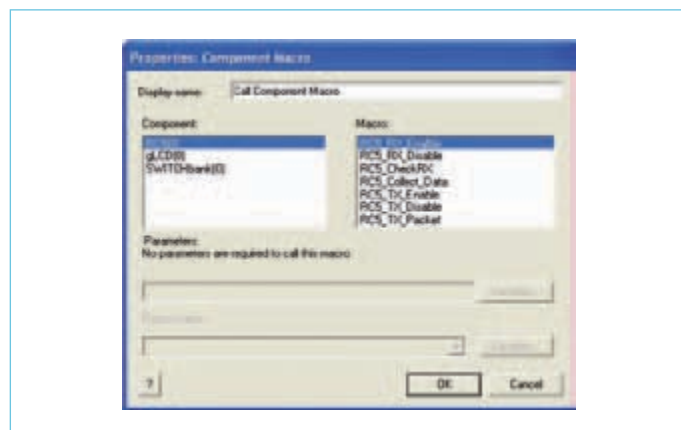 Properties: Component Macro
Display name:
Call Component Macro
Component:
gLCD(0)
SWITCHbank(0)
Macro:
RC5_RX_Enable
RC5_RX_Disable
RC5_CheckRX
RC5_Collect_Data
RC5_TX_Enable
RC5_TX_Disable
RC5_TX_Packet
Parameters:
No parameters are required to call this macro
?
OK
Cancel